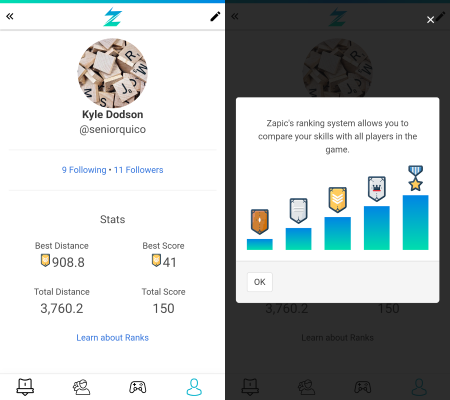 Kyle Dodson
@seniorquico
9 Following • 11 Followers
Stats
Best Distance
908.8
Best Score
41
Total Distance
3,760.2
Total Score
150
Learn about Ranks
Zapic's ranking system allows you to
compare your skills with all players in the
game.
OK
3,760.2
150
Learn about Ranks